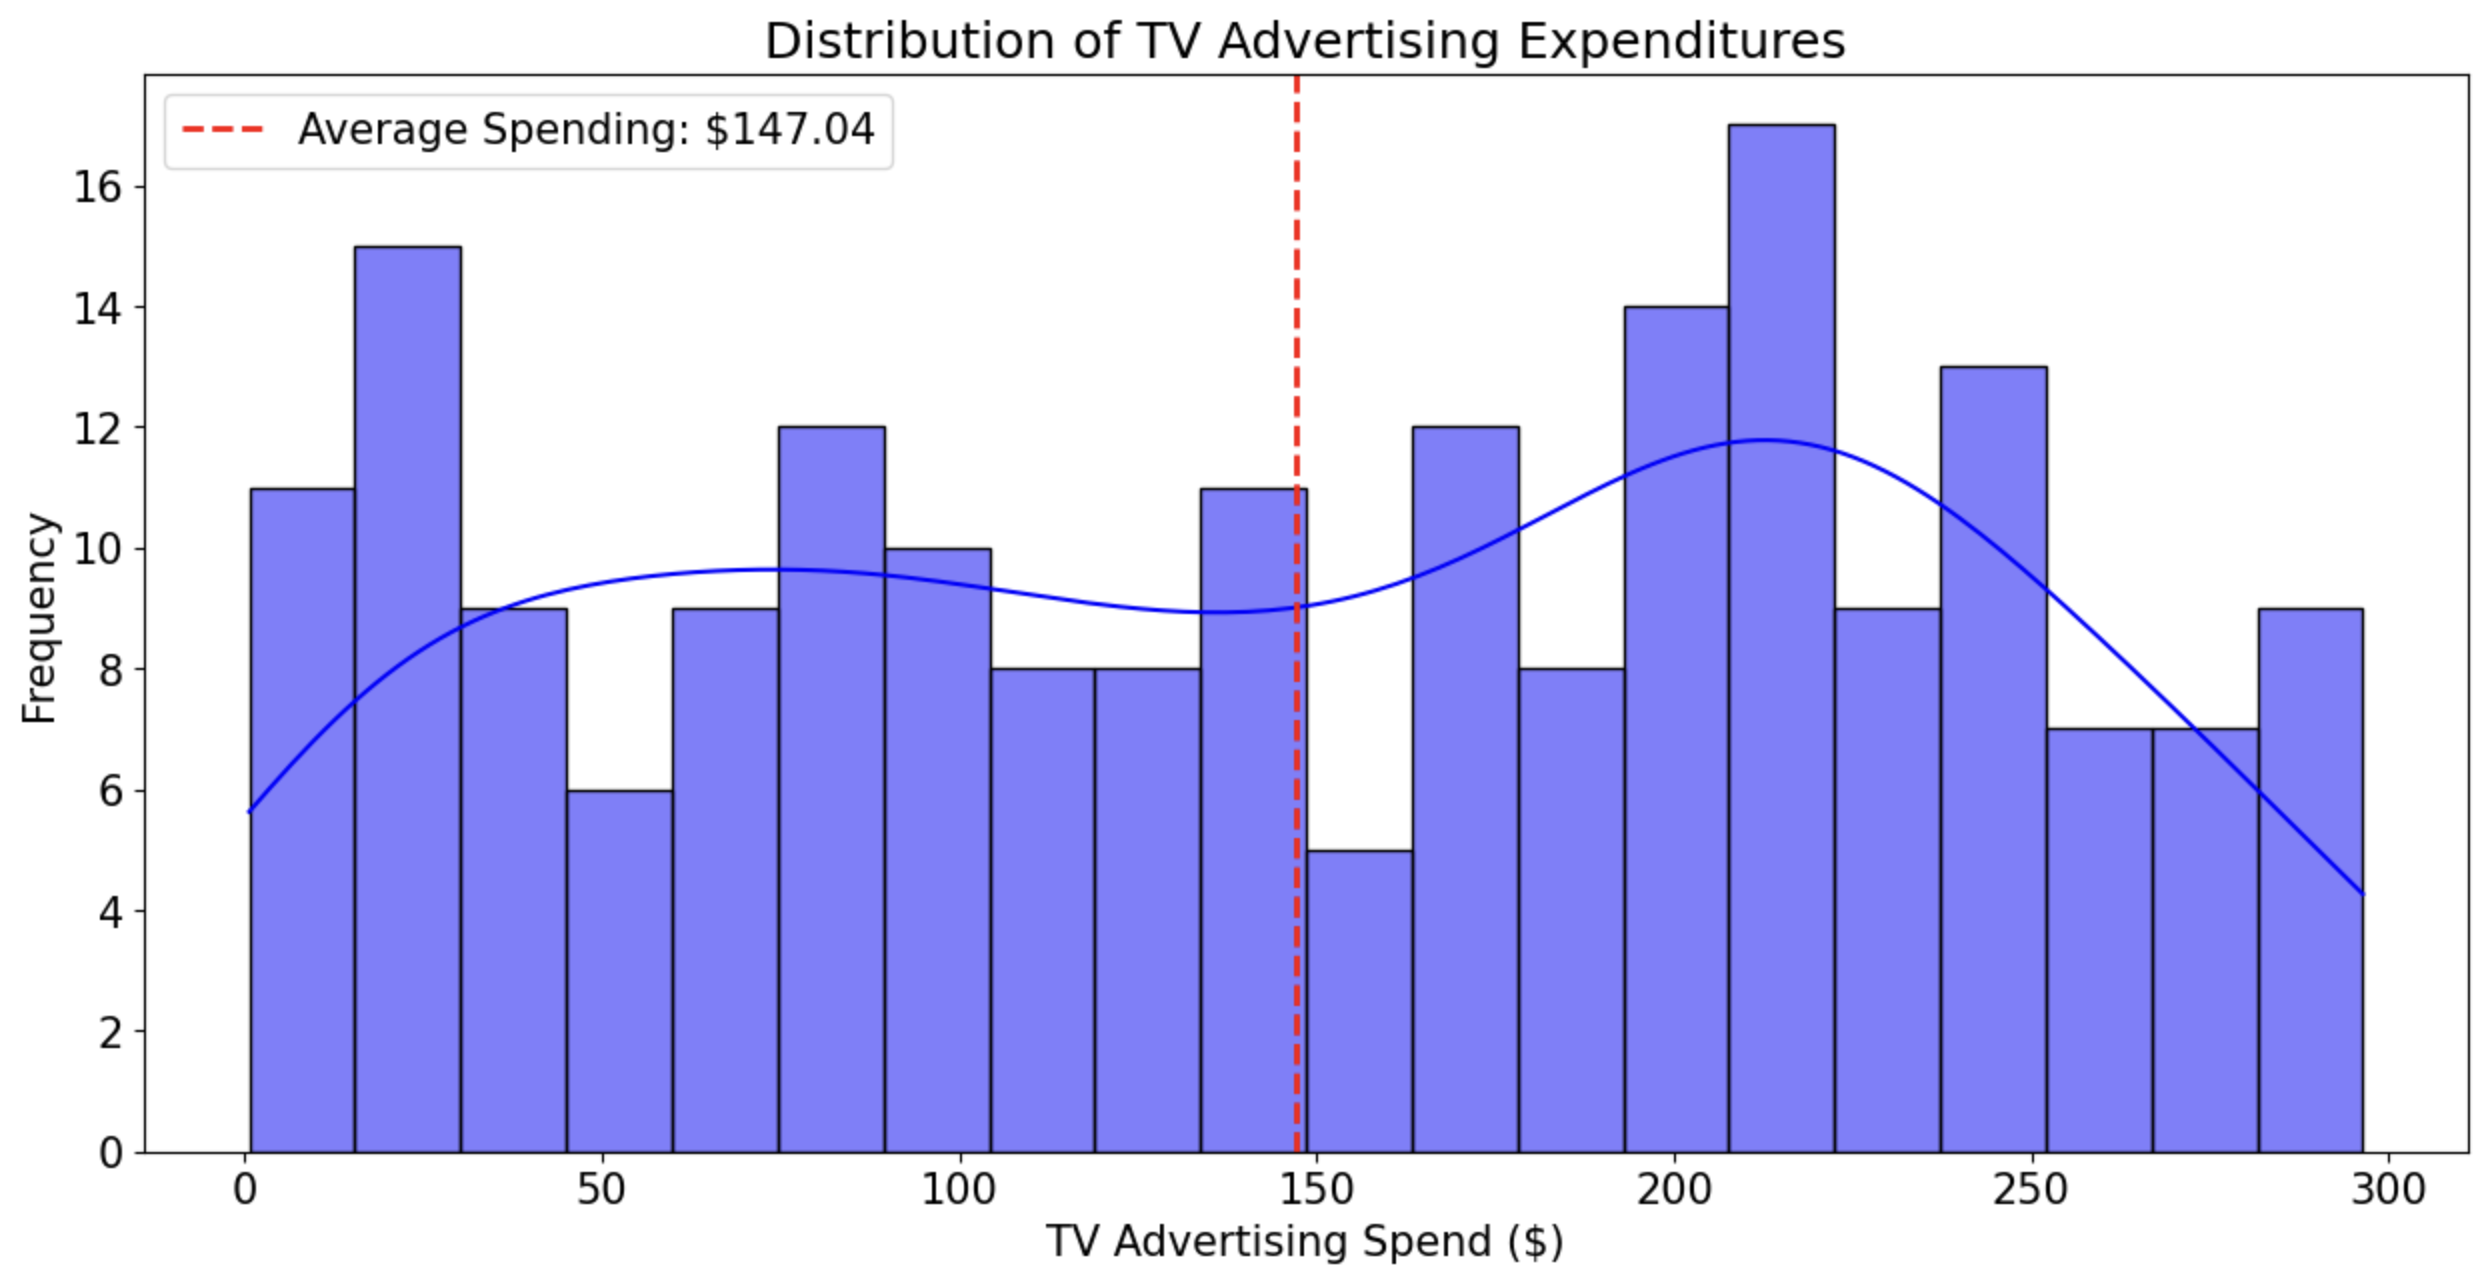 Distribution of TV Advertising Expenditures
Average Spending: $147.04
Frequency
16
14
12
10
8
6
4
2
0
0 50 100 150 200 250 300
TV Advertising Spend ($)